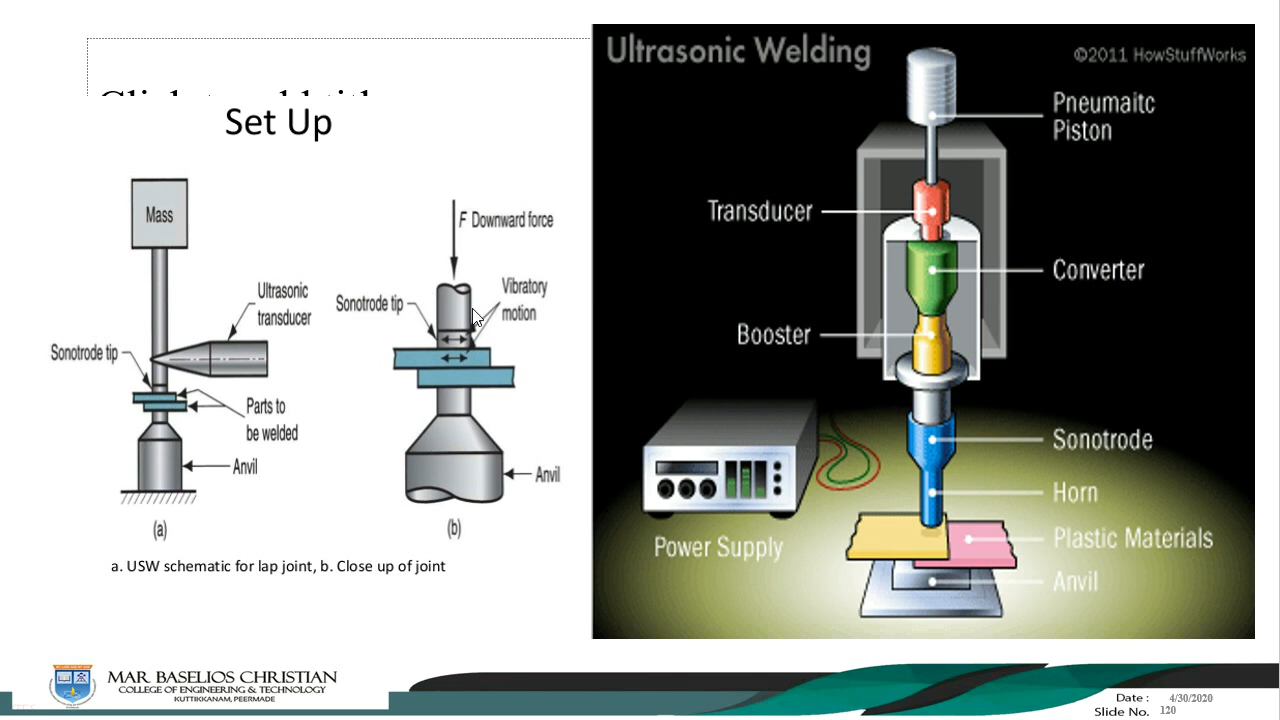 Set Up
Mass
Ultrasonic
transducer
Sonotrode tip
Parts to
be welded
Anvil
(a)
F Downward force
Vibratory
motion
Sonotrode tip
Anvil
(b)
a. USW schematic for lap joint, b. Close up of joint
Ultrasonic Welding
©2011 HowStuffWorks
Pneumaitc
Piston
Transducer
Converter
Booster
Sonotrode
Horn
Plastic Materials
Power Supply
Anvil
MAR BASELIOS CHRISTIAN
COLLEGE OF ENGINEERING & TECHNOLOGY
KUTTIKKANAM, PEERMADE
Date : 4/30/2020
Slide No. 120